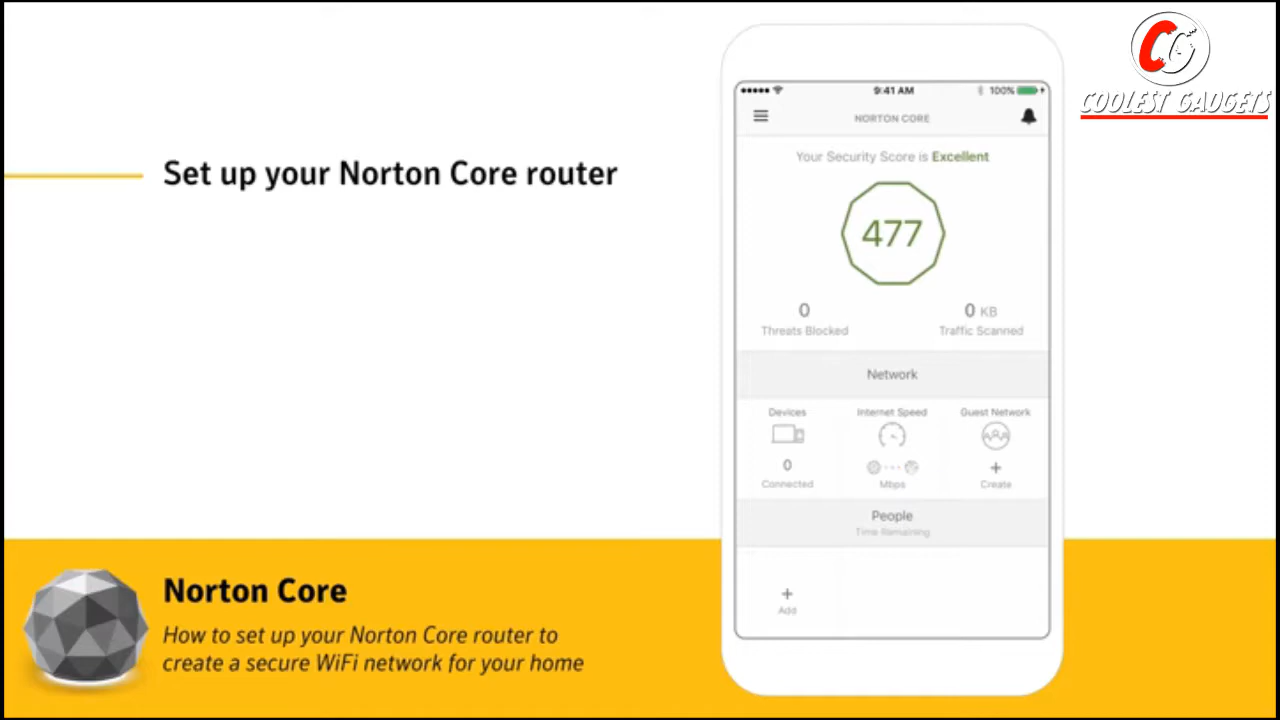 CG
COOLEST GADGETS
Set up your Norton Core router
9:41 AM
100%
NORTON CORE
Your Security Score is Excellent
477
0
Threats Blocked
0 KB
Traffic Scanned
Network
Devices
0
Connected
Internet Speed
Mbps
Guest Network
+
Create
People
Time Remaining
+
Add
Norton Core
How to set up your Norton Core router to
create a secure WiFi network for your home